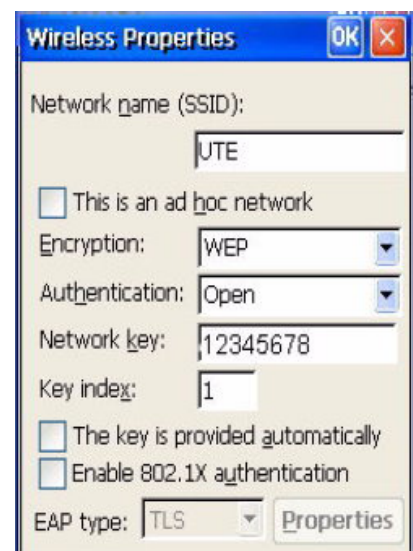 Wireless Properties OK
Network name (SSID):
UTE
This is an ad hoc network
Encryption: WEP
Authentication: Open
Network key: 12345678
Key index: 1
The key is provided automatically
Enable 802.1X authentication
EAP type: TLS Properties